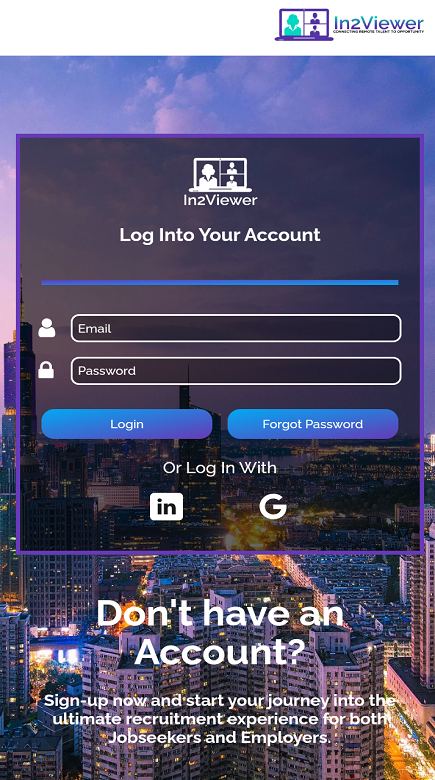 In2Viewer
CONNECTING REMOTE TALENT TO OPPORTUNITY
In2Viewer
Log Into Your Account
Email
Password
Login
Forgot Password
Or Log In With
in
G
Don't have an
Account?
Sign-up now and start your journey into the
ultimate recruitment experience for both
Jobseekers and Employers.